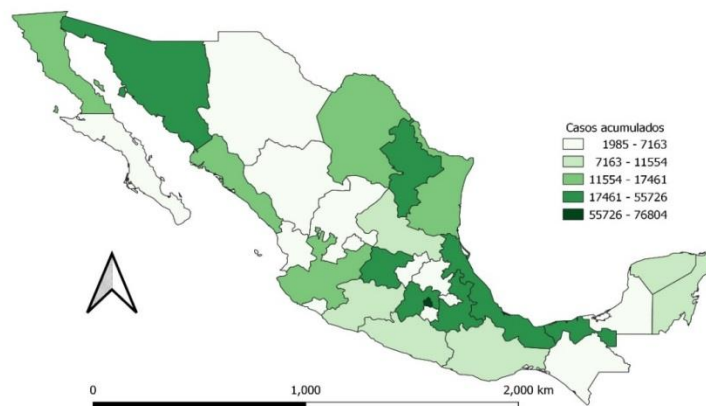 Casos acumulados
1985 - 7163
7163 - 11554
11554 - 17461
17461 - 55726
55726 - 76804
0 1,000 2,000 km